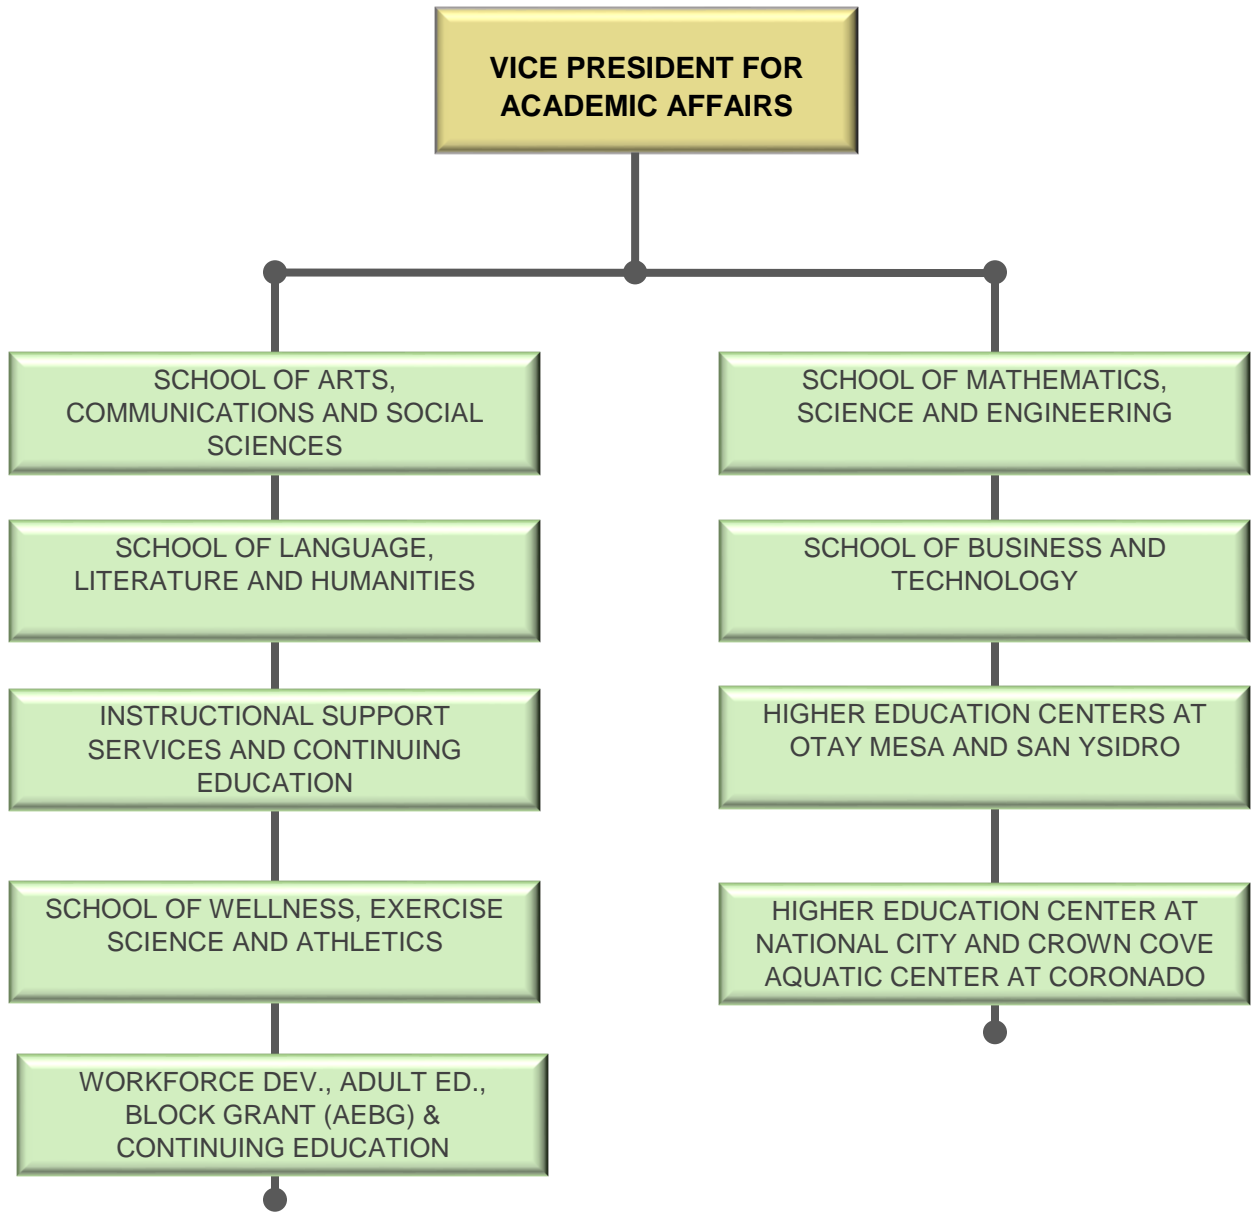 VICE PRESIDENT FOR
ACADEMIC AFFAIRS
SCHOOL OF ARTS,
COMMUNICATIONS AND SOCIAL
SCIENCES
SCHOOL OF LANGUAGE,
LITERATURE AND HUMANITIES
INSTRUCTIONAL SUPPORT
SERVICES AND CONTINUING
EDUCATION
SCHOOL OF WELLNESS, EXERCISE
SCIENCE AND ATHLETICS
WORKFORCE DEV., ADULT ED.,
BLOCK GRANT (AEBG) &
CONTINUING EDUCATION
SCHOOL OF MATHEMATICS,
SCIENCE AND ENGINEERING
SCHOOL OF BUSINESS AND
TECHNOLOGY
HIGHER EDUCATION CENTERS AT
OTAY MESA AND SAN YSIDRO
HIGHER EDUCATION CENTER AT
NATIONAL CITY AND CROWN COVE
AQUATIC CENTER AT CORONADO